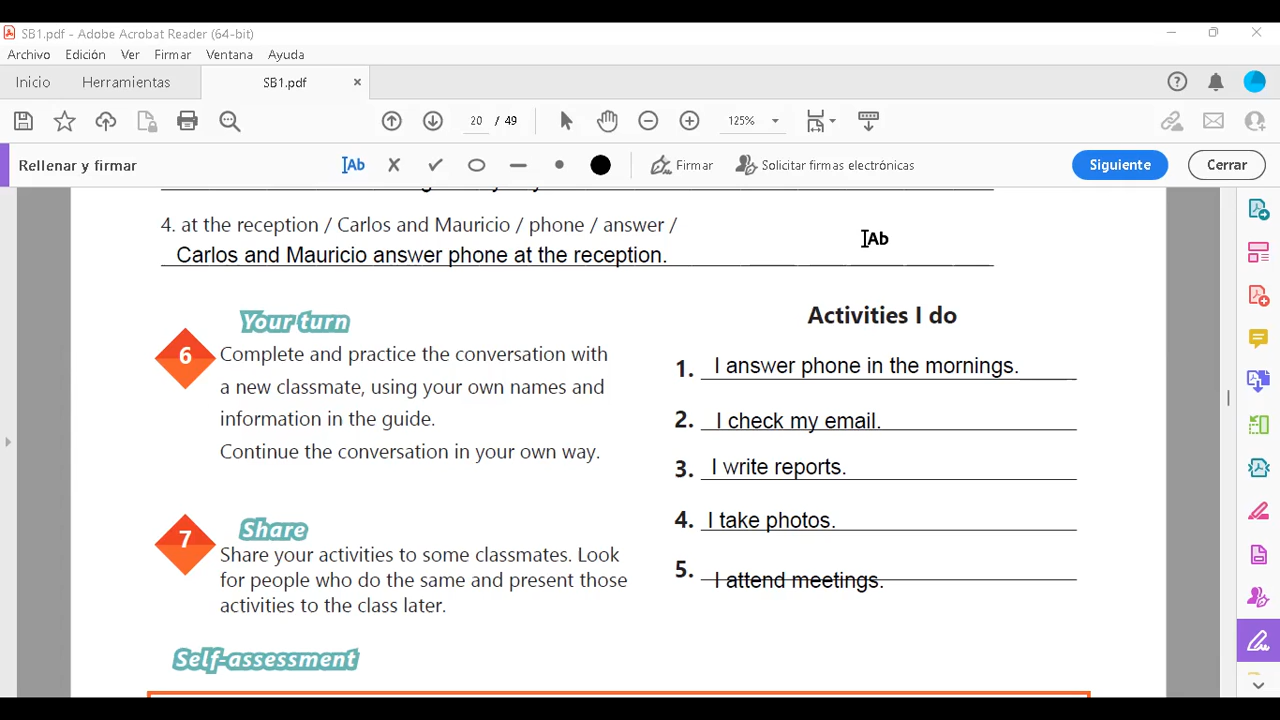 SB1.pdf - Adobe Acrobat Reader (64-bit)
Archivo Edición Ver Firmar Ventana Ayuda
Inicio Herramientas SB1.pdf ×
20 / 49 125%
Rellenar y firmar Ab Firmar Solicitar firmas electrónicas Siguiente Cerrar
4. at the reception / Carlos and Mauricio / phone / answer /
Ab
Carlos and Mauricio answer phone at the reception.
Your turn
6
Complete and practice the conversation with
a new classmate, using your own names and
information in the guide.
Continue the conversation in your own way.
Activities I do
1. I answer phone in the mornings.
2. I check my email.
3. I write reports.
4. I take photos.
5. I attend meetings.
Share
7
Share your activities to some classmates. Look
for people who do the same and present those
activities to the class later.
Self-assessment